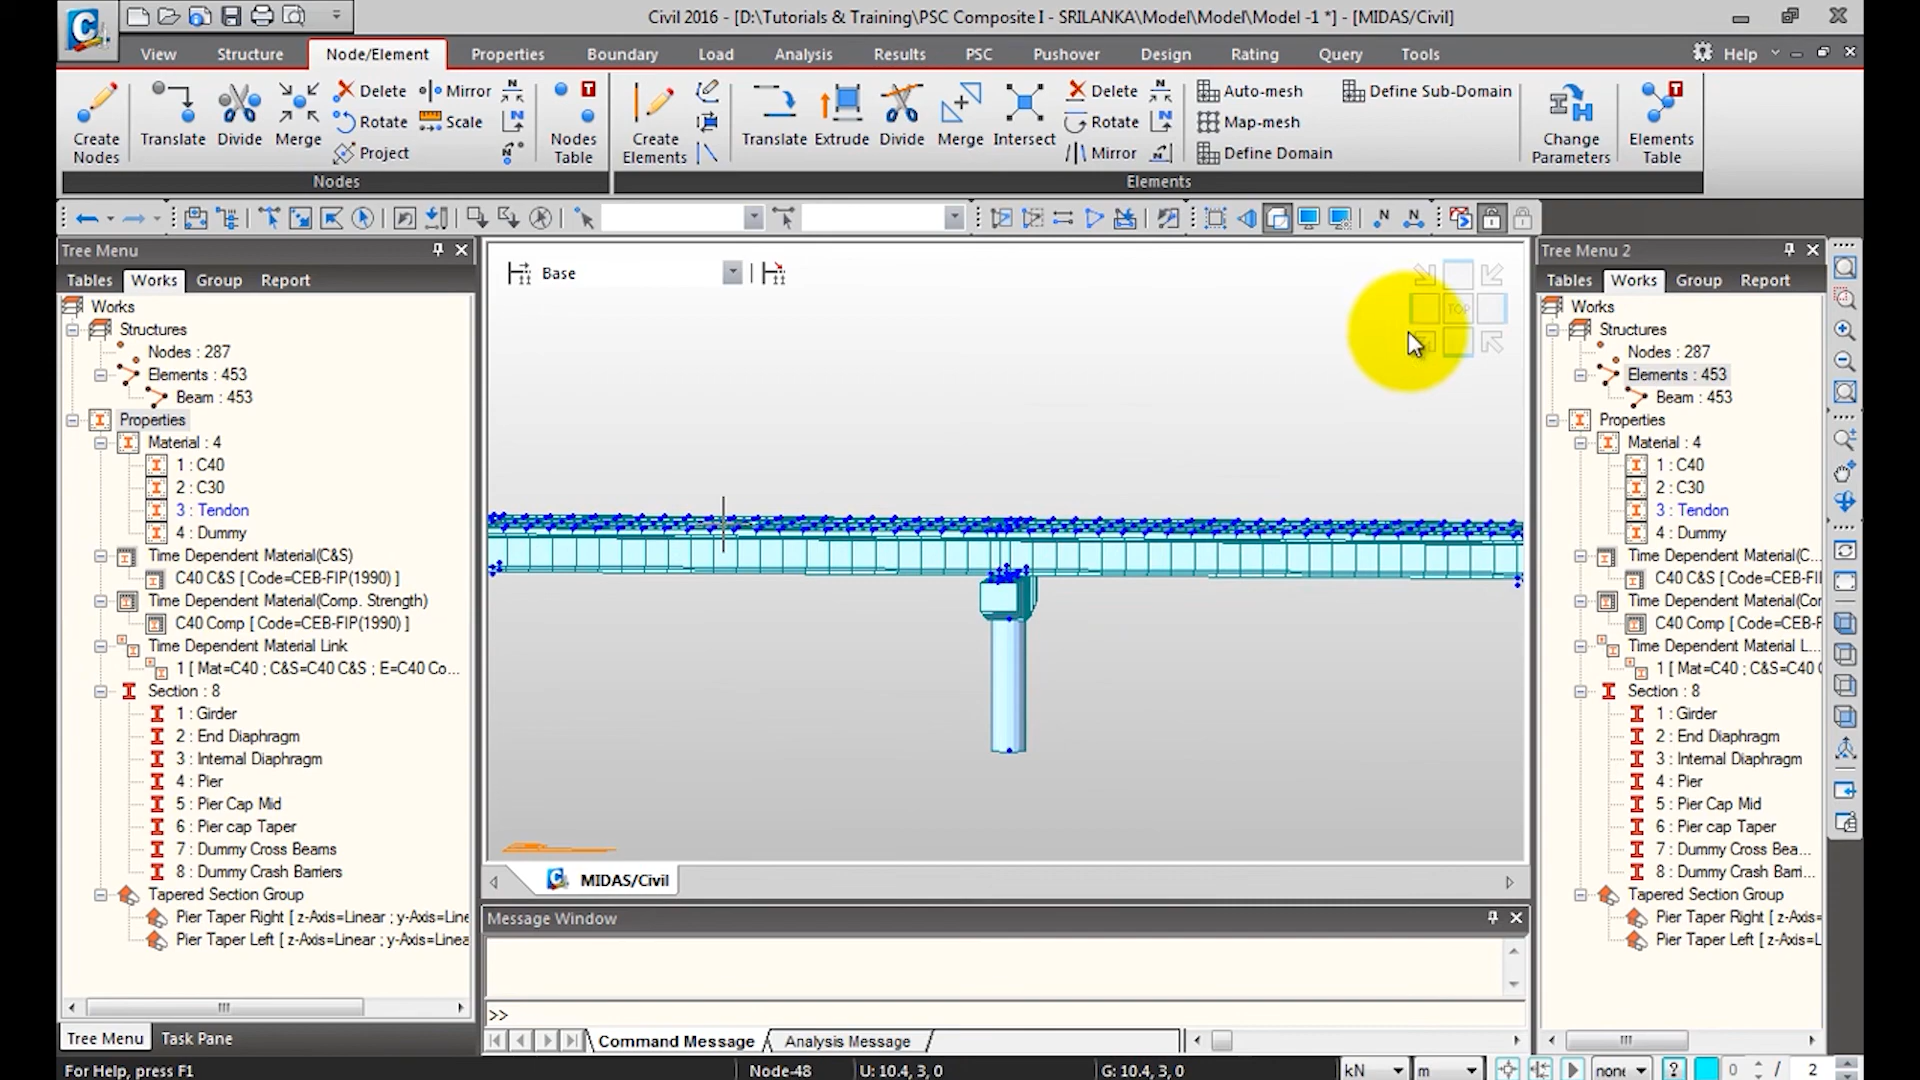 Civil 2016 - [D:\Tutorials & Training\PSC Composite I - SRILANKA\Model\Model\Model -1 *] - [MIDAS/Civil]
View Structure Node/Element Properties Boundary Load Analysis Results PSC Pushover Design Rating Query Tools Help
Create Nodes
Translate
Divide
Merge
Delete
Rotate
Project
Mirror
Scale
Nodes Table
Nodes
Create Elements
Translate
Extrude
Divide
Merge
Intersect
Delete
Rotate
Mirror
Auto-mesh
Map-mesh
Define Domain
Define Sub-Domain
Change Parameters
Elements Table
Elements
Tree Menu
Tables Works Group Report
Works
Structures
Nodes : 287
Elements : 453
Beam : 453
Properties
Material : 4
1 : C40
2 : C30
3 : Tendon
4 : Dummy
Time Dependent Material(C&S)
C40 C&S [ Code=CEB-FIP(1990) ]
Time Dependent Material(Comp. Strength)
C40 Comp [ Code=CEB-FIP(1990) ]
Time Dependent Material Link
1 [ Mat=C40 ; C&S=C40 C&S ; E=C40 Co...
Section : 8
1 : Girder
2 : End Diaphragm
3 : Internal Diaphragm
4 : Pier
5 : Pier Cap Mid
6 : Pier cap Taper
7 : Dummy Cross Beams
8 : Dummy Crash Barriers
Tapered Section Group
Pier Taper Right [ z-Axis=Linear ; y-Axis=Line
Pier Taper Left [ z-Axis=Linear ; y-Axis=Linea
Tree Menu Task Pane
Base
TOP
MIDAS/Civil
Message Window
>>
Command Message Analysis Message
Tree Menu 2
Tables Works Group Report
Works
Structures
Nodes : 287
Elements : 453
Beam : 453
Properties
Material : 4
1 : C40
2 : C30
3 : Tendon
4 : Dummy
Time Dependent Material(C...
C40 C&S [ Code=CEB-FI
Time Dependent Material(Cor
C40 Comp [ Code=CEB-F
Time Dependent Material L...
1 [ Mat=C40 ; C&S=C40 C
Section : 8
1 : Girder
2 : End Diaphragm
3 : Internal Diaphragm
4 : Pier
5 : Pier Cap Mid
6 : Pier cap Taper
7 : Dummy Cross Bea...
8 : Dummy Crash Barri...
Tapered Section Group
Pier Taper Right [ z-Axis=
Pier Taper Left [ z-Axis=L
For Help, press F1 Node-48 U: 10.4, 3, 0 G: 10.4, 3, 0 kN m none ? 0 / 2